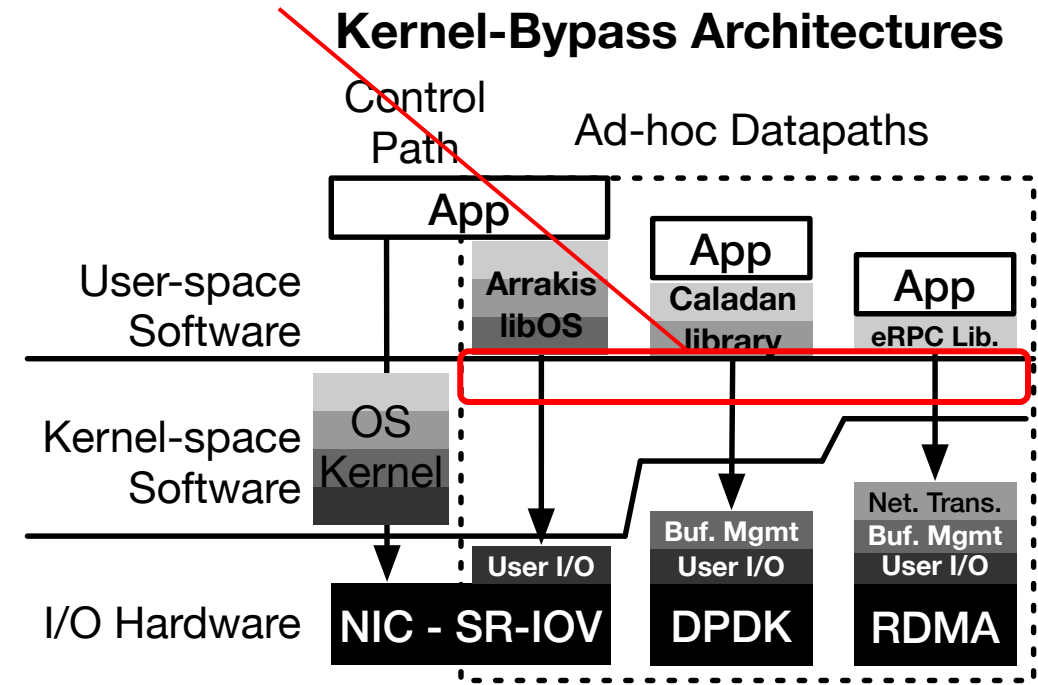 Kernel-Bypass Architectures
Control
Path
Ad-hoc Datapaths
App
App
App
User-space
Software
Arrakis
libOS
Caladan
library
eRPC Lib.
Kernel-space
Software
OS
Kernel
Net. Trans.
Buf. Mgmt
Buf. Mgmt
User I/O
User I/O
User I/O
I/O Hardware
NIC - SR-IOV
DPDK
RDMA